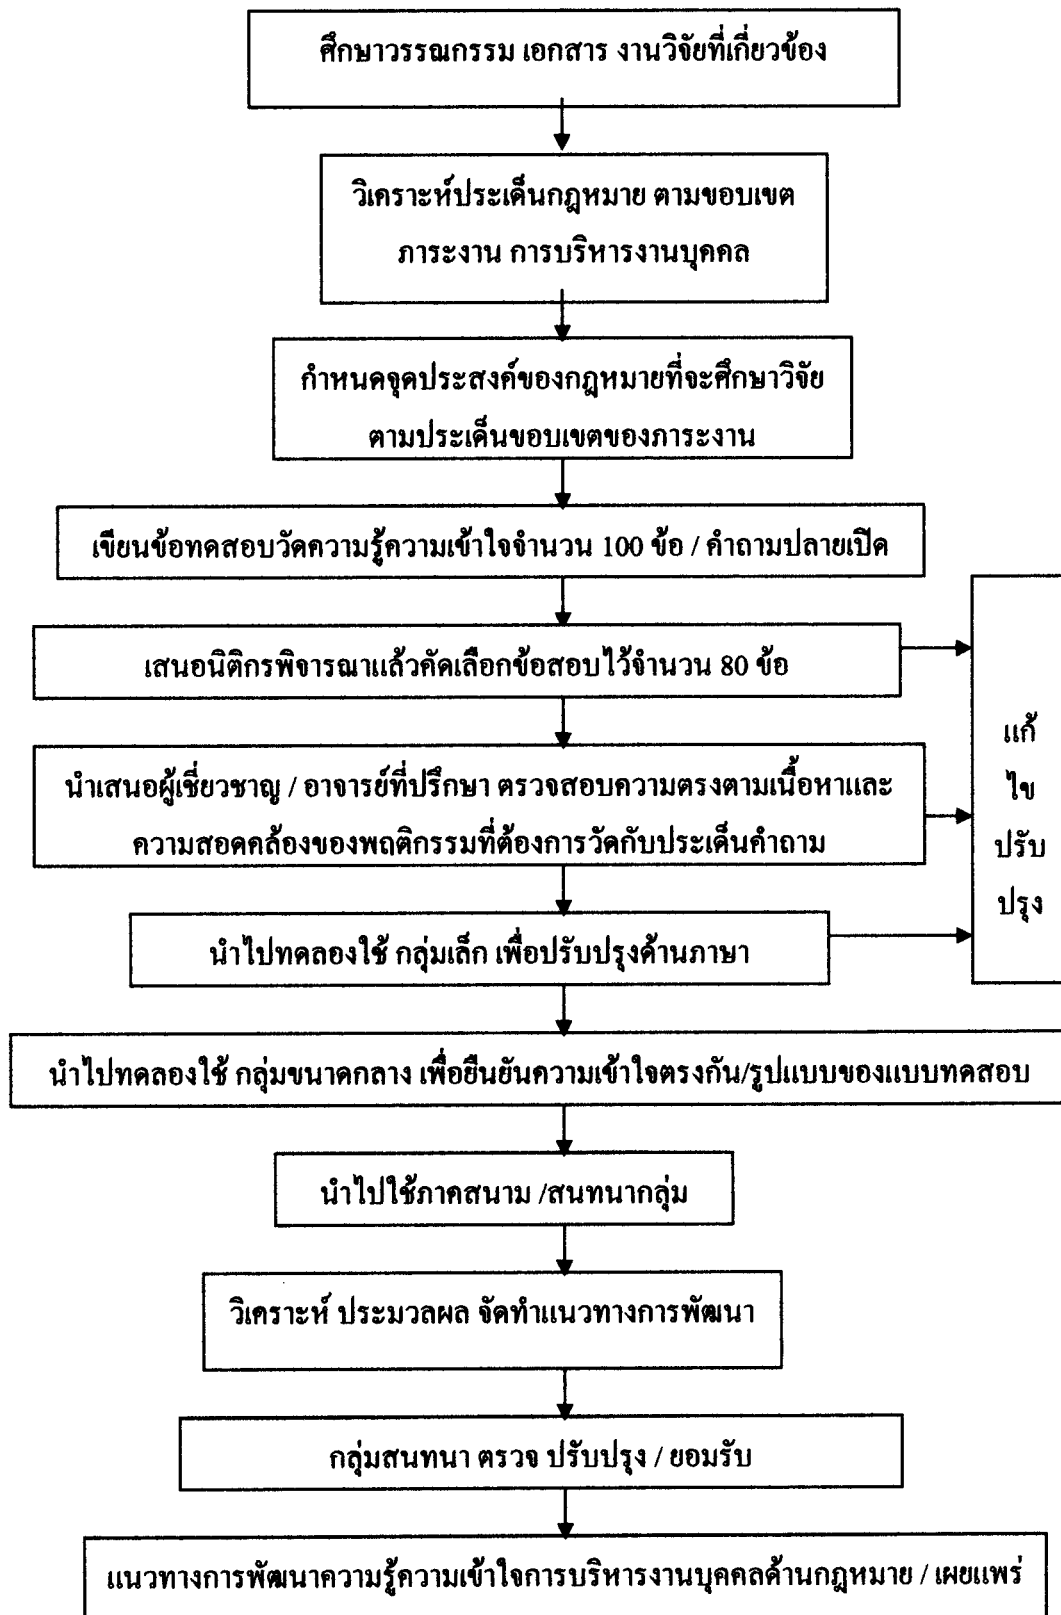 ศึกษาวรรณกรรม เอกสาร งานวิจัยที่เกี่ยวข้อง
วิเคราะห์ประเด็นกฎหมาย ตามขอบเขต
ภาระงาน การบริหารงานบุคคล
กำหนดจุดประสงค์ของกฎหมายที่จะศึกษาวิจัย
ตามประเด็นขอบเขตของภาระงาน
เขียนข้อทดสอบวัดความรู้ความเข้าใจจำนวน 100 ข้อ / คำถามปลายเปิด
เสนอนิติกรพิจารณาแล้วคัดเลือกข้อสอบไว้จำนวน 80 ข้อ
นำเสนอผู้เชี่ยวชาญ / อาจารย์ที่ปรึกษา ตรวจสอบความตรงตามเนื้อหาและ
ความสอดคล้องของพฤติกรรมที่ต้องการวัดกับประเด็นคำถาม
นำไปทดลองใช้ กลุ่มเล็ก เพื่อปรับปรุงด้านภาษา
แก้
ไข
ปรับ
ปรุง
นำไปทดลองใช้ กลุ่มขนาดกลาง เพื่อยืนยันความเข้าใจตรงกัน/รูปแบบของแบบทดสอบ
นำไปใช้ภาคสนาม /สนทนากลุ่ม
วิเคราะห์ ประมวลผล จัดทำแนวทางการพัฒนา
กลุ่มสนทนา ตรวจ ปรับปรุง / ยอมรับ
แนวทางการพัฒนาความรู้ความเข้าใจการบริหารงานบุคคลด้านกฎหมาย / เผยแพร่